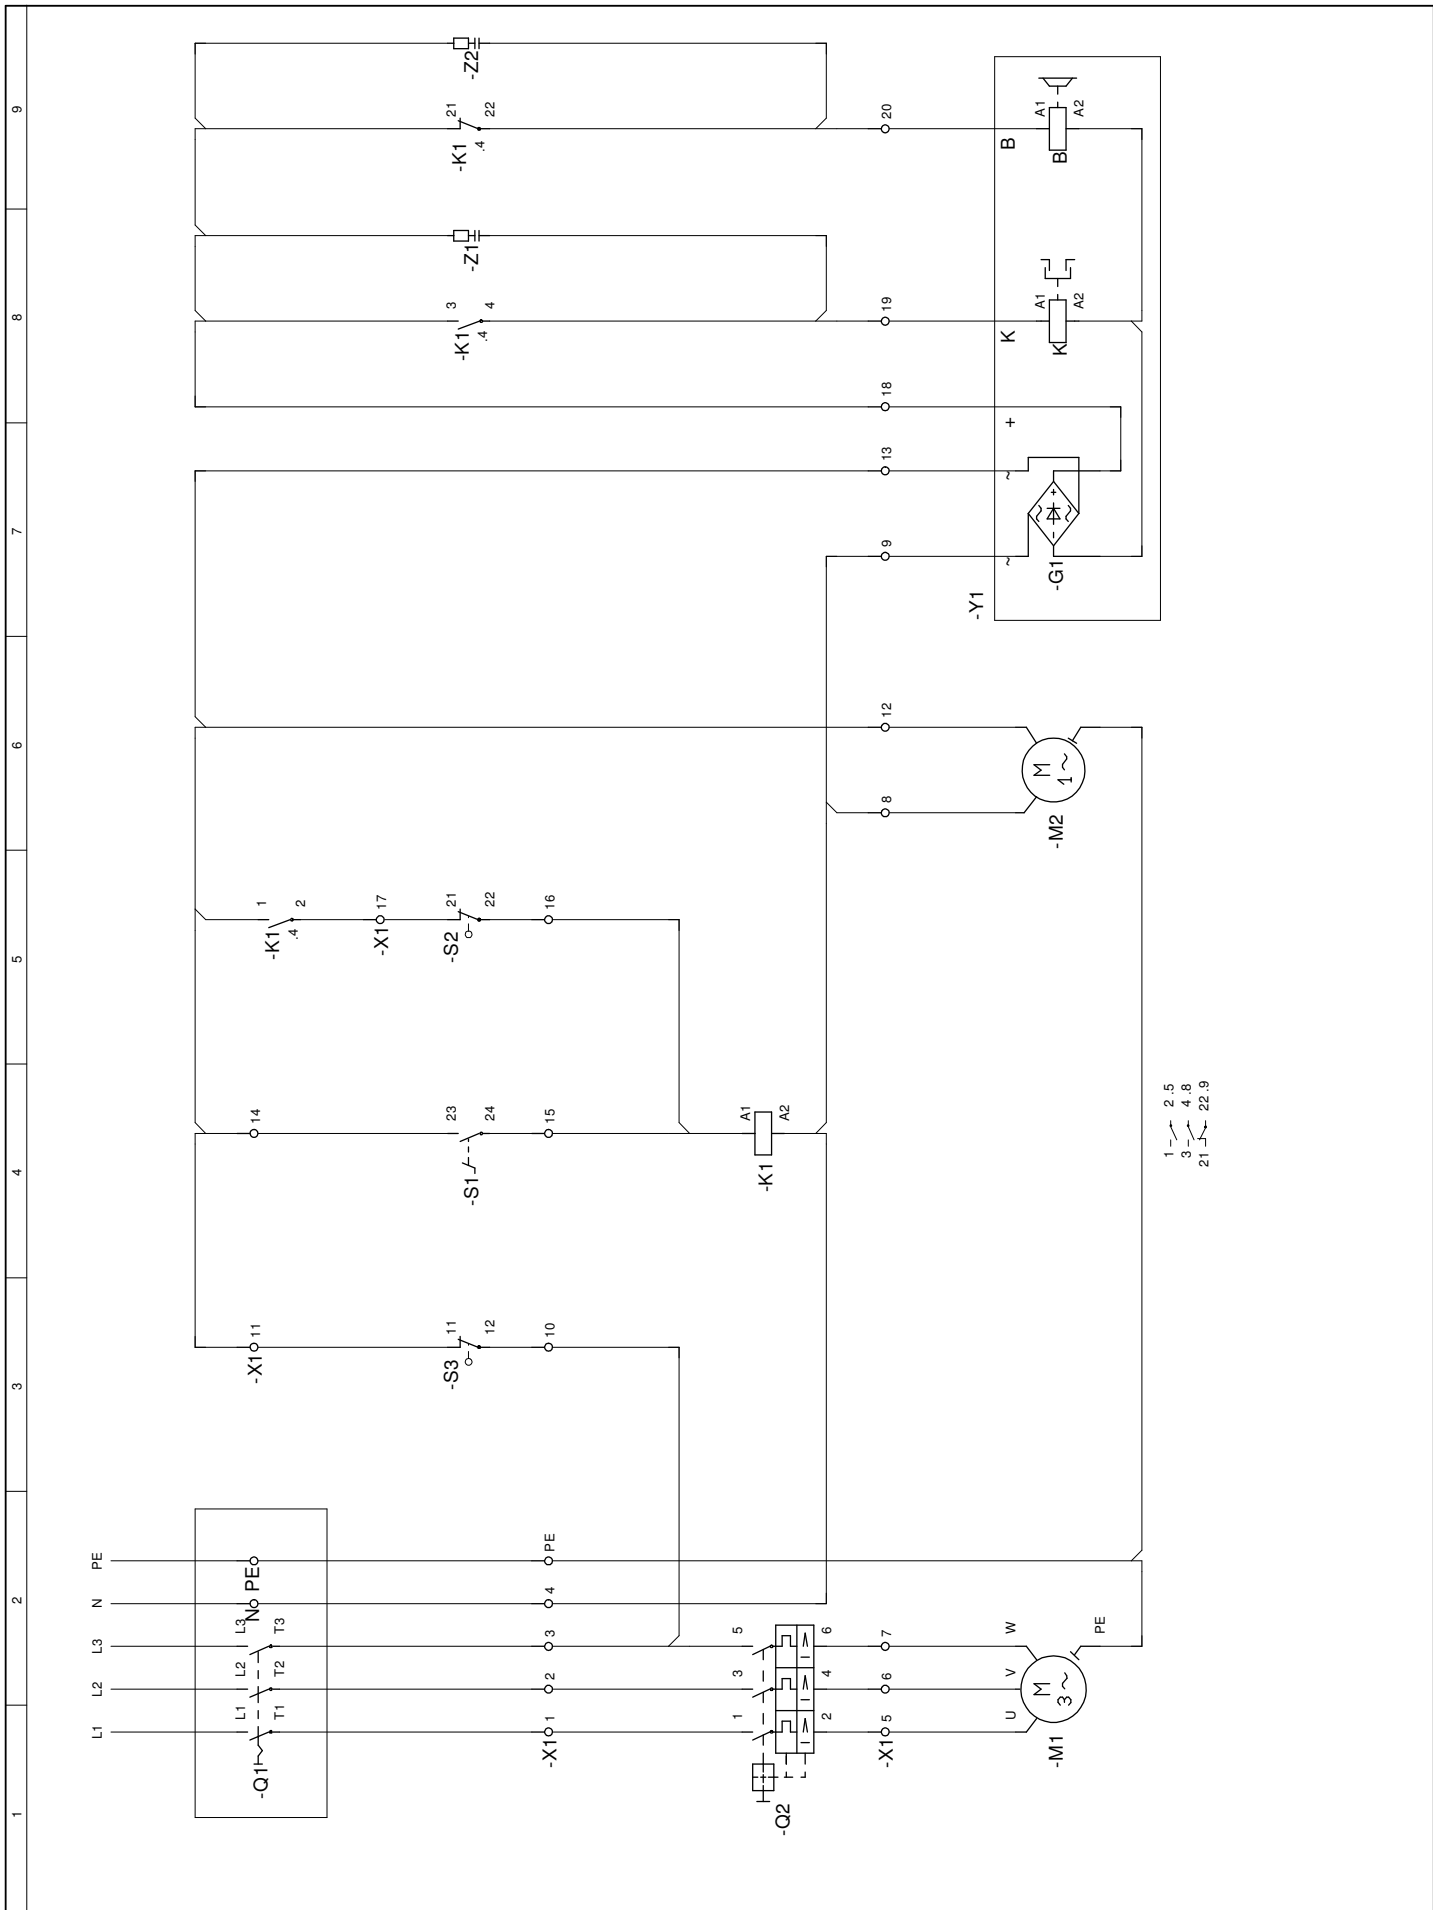 1 2 3 4 5 6 7 8 9
L1 L2 L3 N PE
L1 L2 L3
N PE
-X1 11 14
-Q1
T1 T2 T3
1
-K1
.4
2
-X1 17
11 23 21 3 21
-S3 -S1 -S2 -K1 -Z1 -K1 -Z2
.4 .4
12 24 22 4 22
-X1 1 2 3 4 PE 10 15 16
1 3 5 A1
-K1
-Q2
A2
2 4 6
-X1 5 6 7 8 12 9 13 18 19 20
-Y1
U V W ~ ~ + K B
M M A1 A1
3~ 1~ ~ - + ~
-M1 -M2 -G1 K B
A2 A2
PE
1 2 .5
3 4 .8
21 22 .9